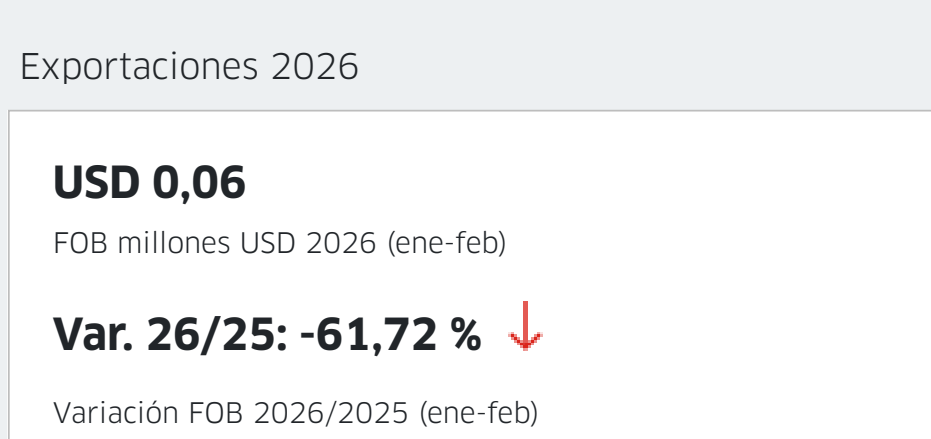 Exportaciones 2026
USD 0,06
FOB millones USD 2026 (ene-feb)
Var. 26/25: -61,72 %
Variación FOB 2026/2025 (ene-feb)